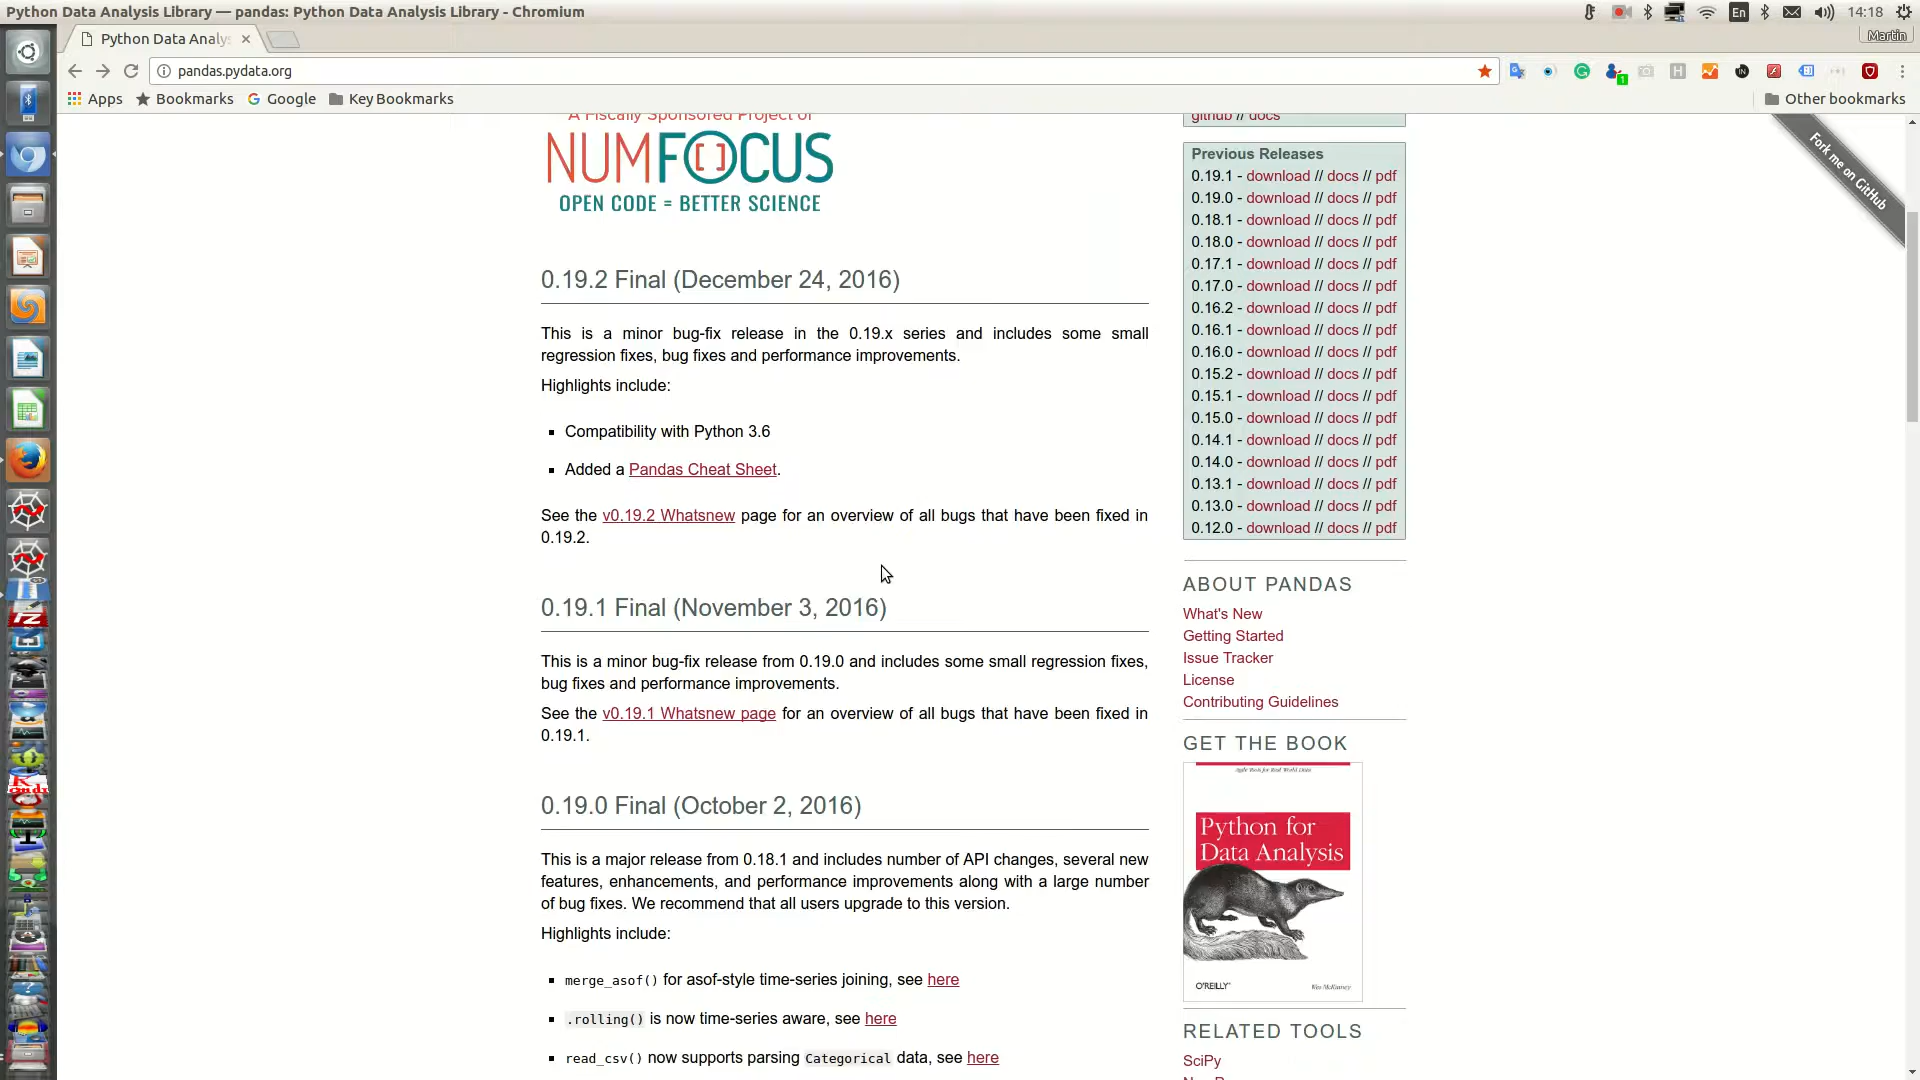 Python Data Analysis Library — pandas: Python Data Analysis Library - Chromium
En
14:18
Martin
Python Data Analy
pandas.pydata.org
Apps
Bookmarks
Google
Key Bookmarks
Other bookmarks
A Fiscally Sponsored Project of
NUMFOCUS
OPEN CODE = BETTER SCIENCE
0.19.2 Final (December 24, 2016)
This is a minor bug-fix release in the 0.19.x series and includes some small
regression fixes, bug fixes and performance improvements.
Highlights include:
Compatibility with Python 3.6
Added a Pandas Cheat Sheet.
See the v0.19.2 Whatsnew page for an overview of all bugs that have been fixed in
0.19.2.
0.19.1 Final (November 3, 2016)
This is a minor bug-fix release from 0.19.0 and includes some small regression fixes,
bug fixes and performance improvements.
See the v0.19.1 Whatsnew page for an overview of all bugs that have been fixed in
0.19.1.
0.19.0 Final (October 2, 2016)
This is a major release from 0.18.1 and includes number of API changes, several new
features, enhancements, and performance improvements along with a large number
of bug fixes. We recommend that all users upgrade to this version.
Highlights include:
merge_asof() for asof-style time-series joining, see here
.rolling() is now time-series aware, see here
read_csv() now supports parsing Categorical data, see here
github // docs
Previous Releases
0.19.1 - download // docs // pdf
0.19.0 - download // docs // pdf
0.18.1 - download // docs // pdf
0.18.0 - download // docs // pdf
0.17.1 - download // docs // pdf
0.17.0 - download // docs // pdf
0.16.2 - download // docs // pdf
0.16.1 - download // docs // pdf
0.16.0 - download // docs // pdf
0.15.2 - download // docs // pdf
0.15.1 - download // docs // pdf
0.15.0 - download // docs // pdf
0.14.1 - download // docs // pdf
0.14.0 - download // docs // pdf
0.13.1 - download // docs // pdf
0.13.0 - download // docs // pdf
0.12.0 - download // docs // pdf
ABOUT PANDAS
What's New
Getting Started
Issue Tracker
License
Contributing Guidelines
GET THE BOOK
Agile Tools for Real World Data
Python for
Data Analysis
O'REILLY
Wes McKinney
RELATED TOOLS
SciPy
Fork me on GitHub